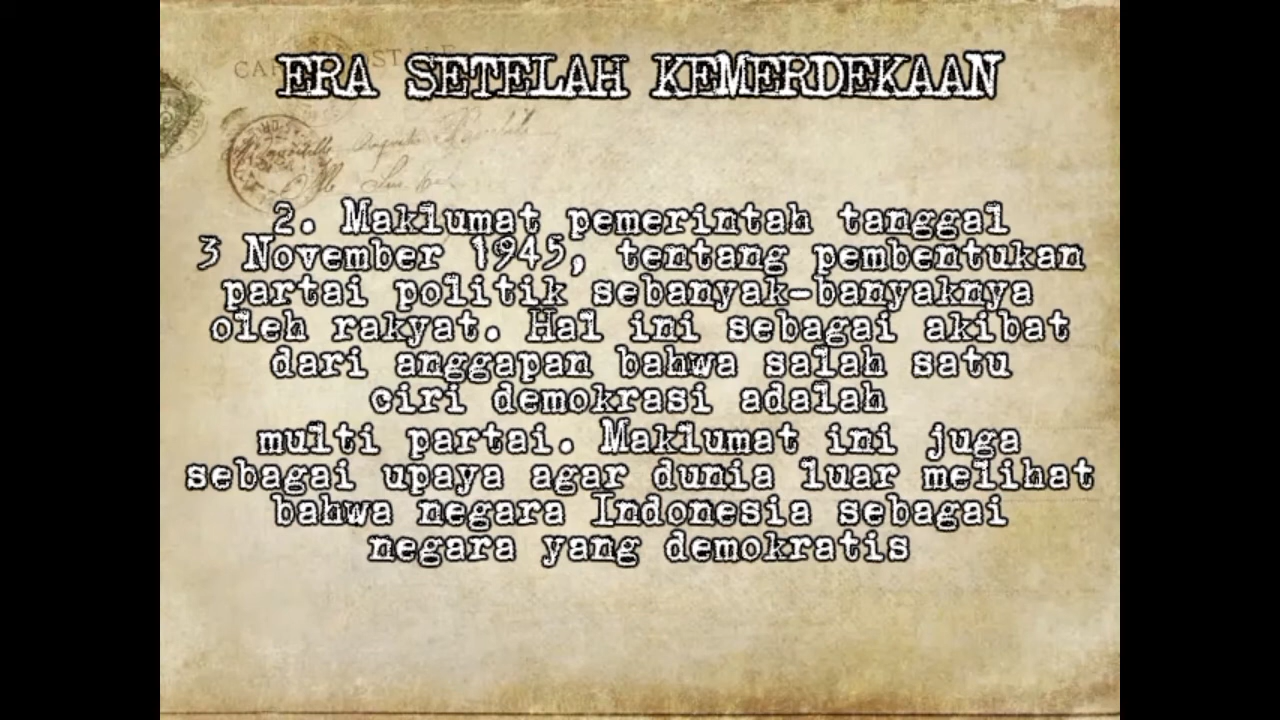 ERA SETELAH KEMERDEKAAN
2. Maklumat pemerintah tanggal
3 November 1945, tentang pembentukan
partai politik sebanyak-banyaknya
oleh rakyat. Hal ini sebagai akibat
dari anggapan bahwa salah satu
ciri demokrasi adalah
multi partai. Maklumat ini juga
sebagai upaya agar dunia luar melihat
bahwa negara Indonesia sebagai
negara yang demokratis